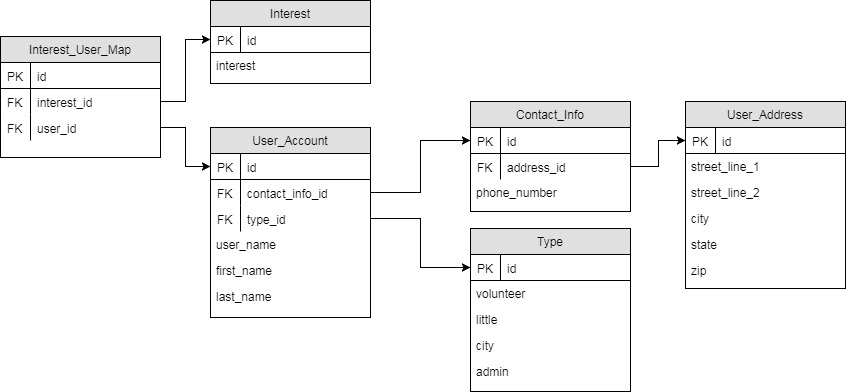 Interest_User_Map
PK id
FK interest_id
FK user_id
Interest
PK id
interest
User_Account
PK id
FK contact_info_id
FK type_id
user_name
first_name
last_name
Contact_Info
PK id
FK address_id
phone_number
Type
PK id
volunteer
little
city
admin
User_Address
PK id
street_line_1
street_line_2
city
state
zip